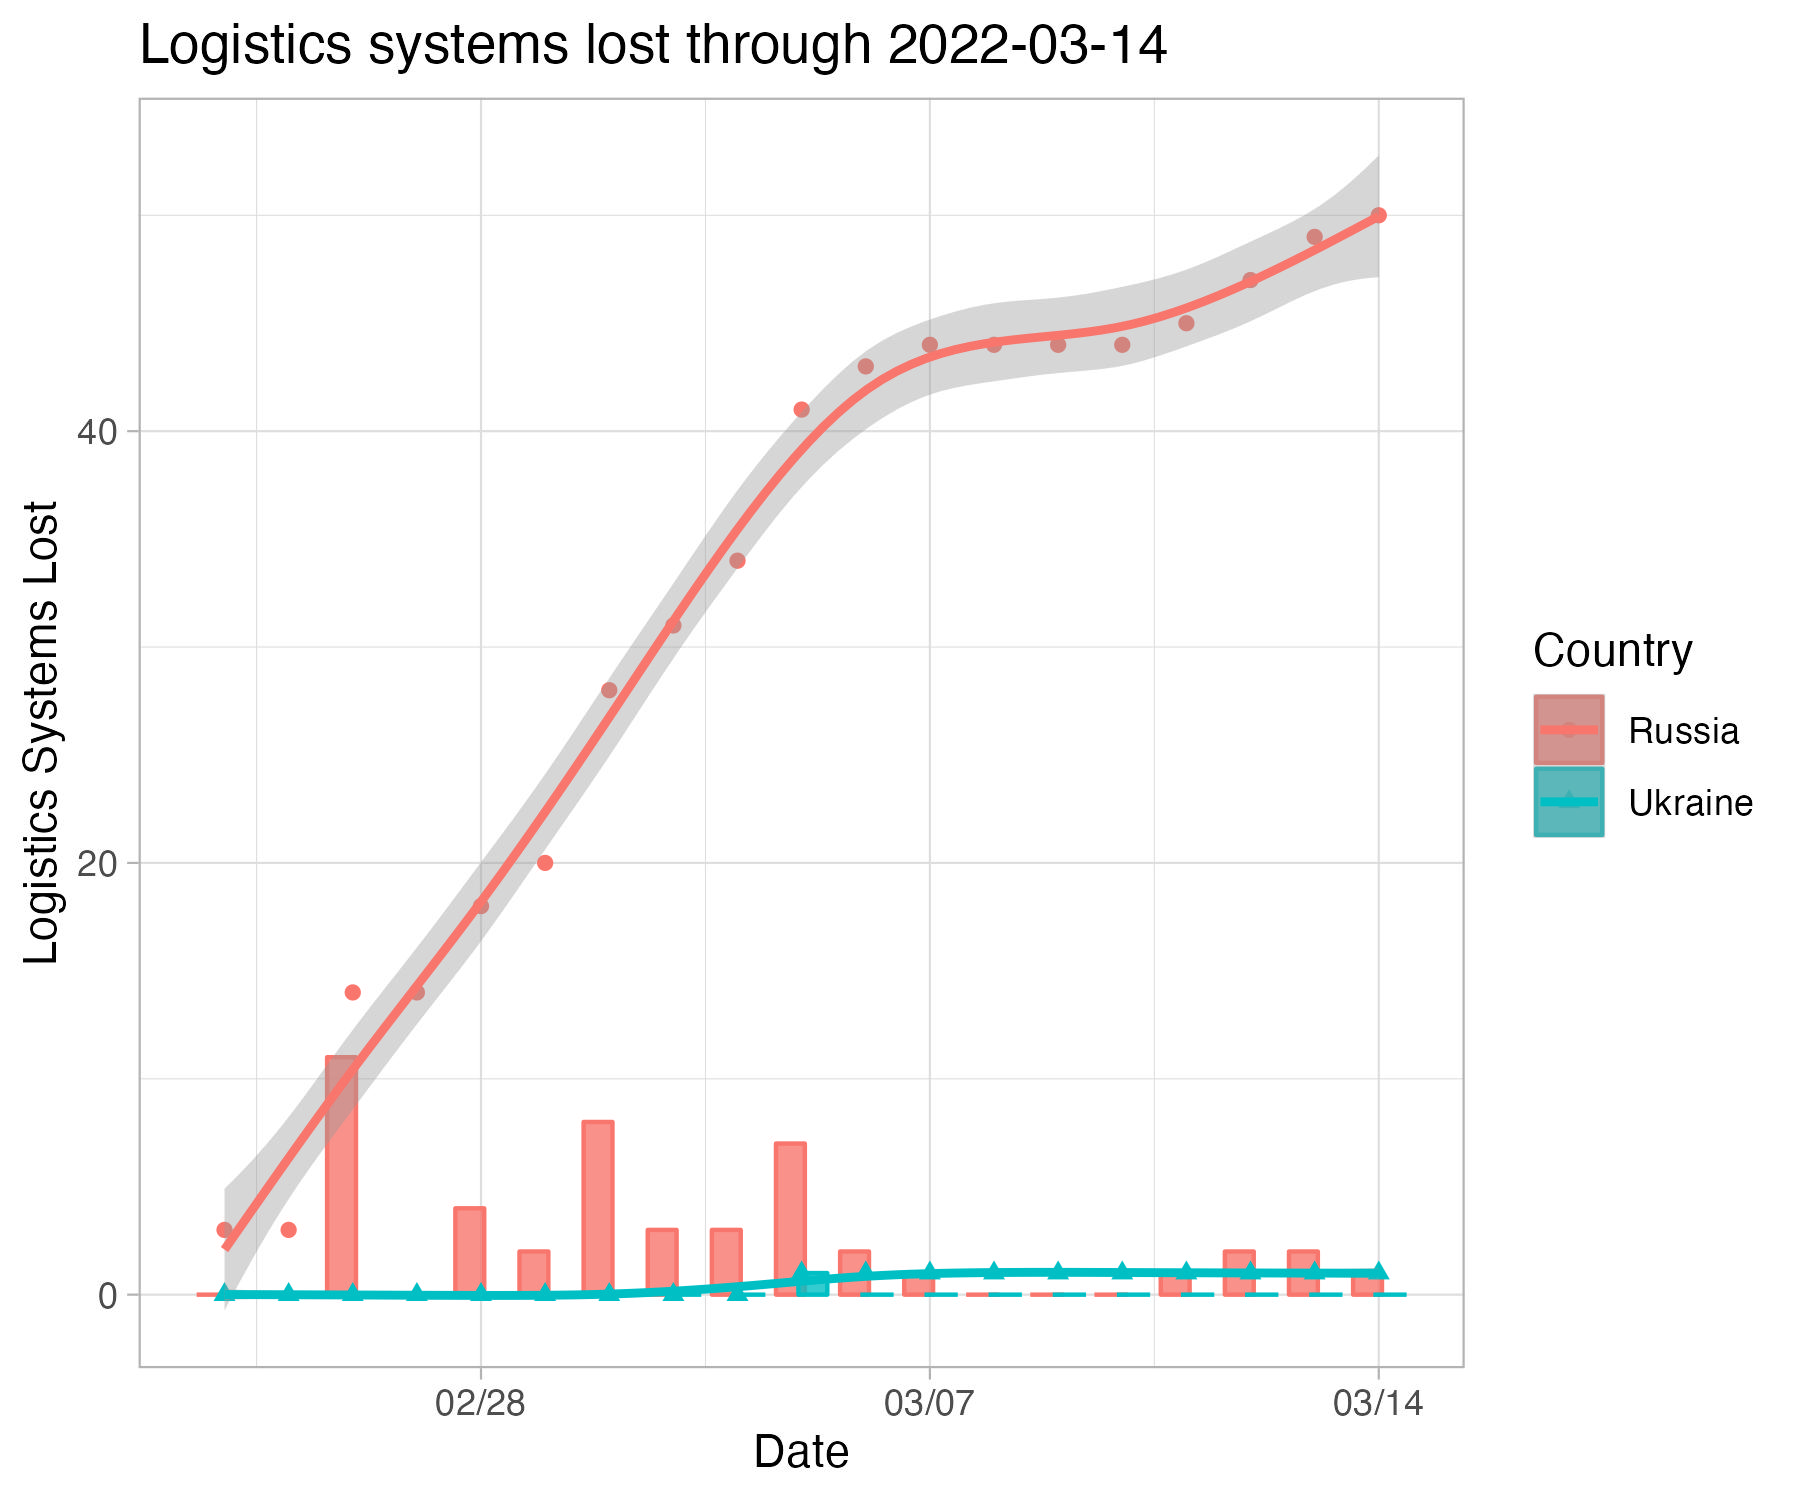 Logistics systems lost through 2022-03-14
Logistics Systems Lost
40
20
0
02/28
03/07
03/14
Date
Country
Russia
Ukraine